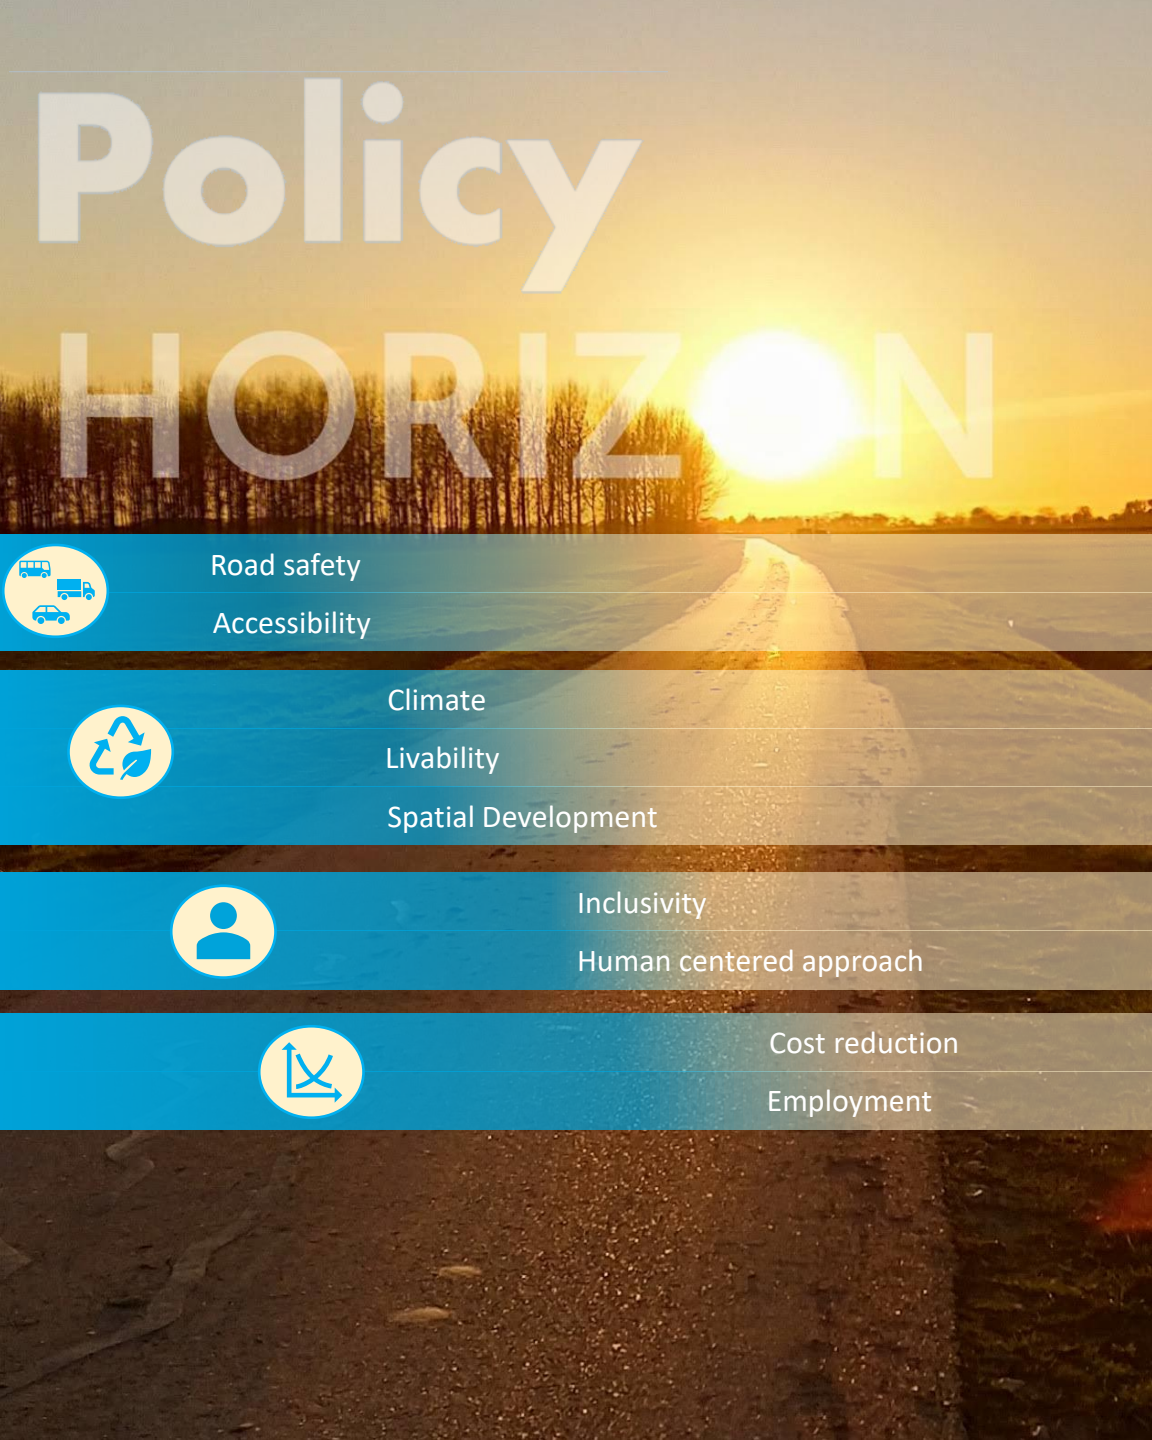 Policy
HORIZON
Road safety
Accessibility
Climate
Livability
Spatial Development
Inclusivity
Human centered approach
Cost reduction
Employment